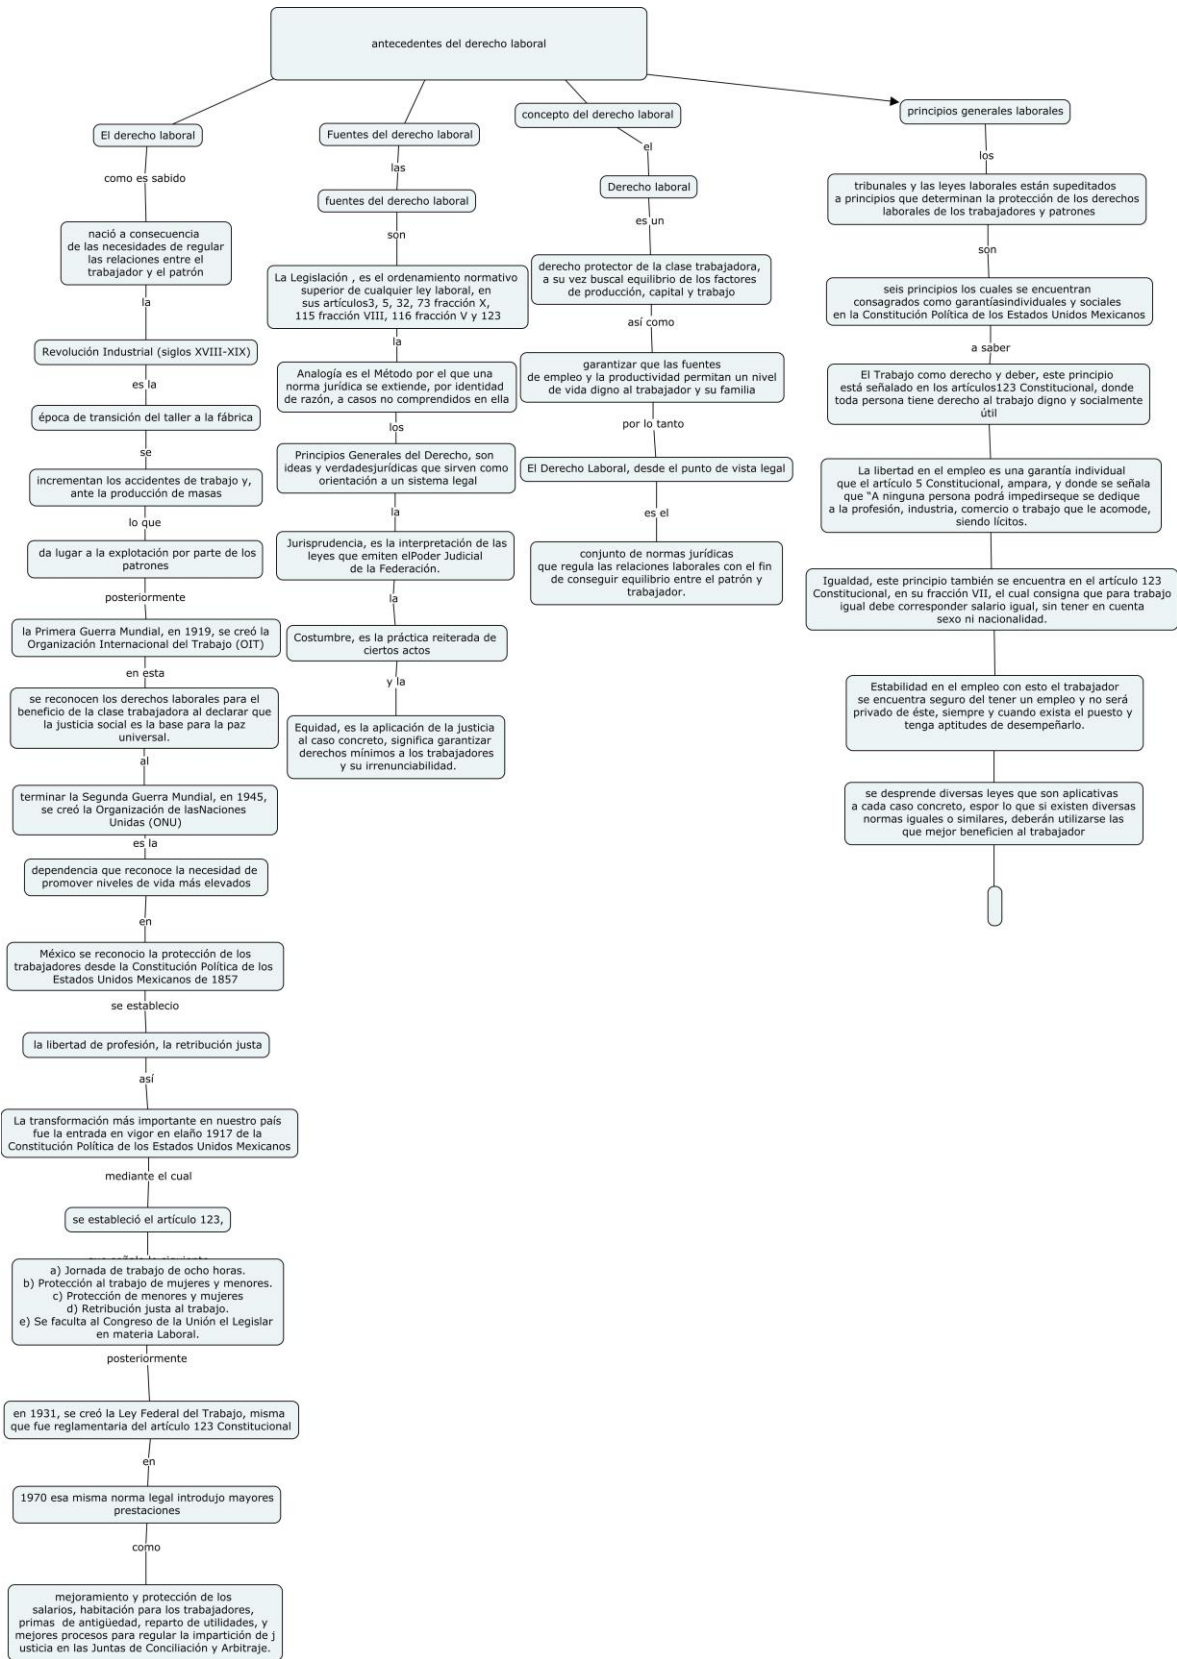 antecedentes del derecho laboral
El derecho laboral
como es sabido
nació a consecuencia
de las necesidades de regular
las relaciones entre el
trabajador y el patrón
la
Revolución Industrial (siglos XVIII-XIX)
es la
época de transición del taller a la fábrica
se
incrementan los accidentes de trabajo y,
ante la producción de masas
lo que
da lugar a la explotación por parte de los
patrones
posteriormente
la Primera Guerra Mundial, en 1919, se creó la
Organización Internacional del Trabajo (OIT)
en esta
se reconocen los derechos laborales para el
beneficio de la clase trabajadora al declarar que
la justicia social es la base para la paz
universal.
al
terminar la Segunda Guerra Mundial, en 1945,
se creó la Organización de lasNaciones
Unidas (ONU)
es la
dependencia que reconoce la necesidad de
promover niveles de vida más elevados
en
México se reconocio la protección de los
trabajadores desde la Constitución Política de los
Estados Unidos Mexicanos de 1857
se establecio
la libertad de profesión, la retribución justa
así
La transformación más importante en nuestro país
fue la entrada en vigor en elaño 1917 de la
Constitución Política de los Estados Unidos Mexicanos
mediante el cual
se estableció el artículo 123,
a) Jornada de trabajo de ocho horas.
b) Protección al trabajo de mujeres y menores.
c) Protección de menores y mujeres
d) Retribución justa al trabajo.
e) Se faculta al Congreso de la Unión el Legislar
en materia Laboral.
posteriormente
en 1931, se creó la Ley Federal del Trabajo, misma
que fue reglamentaria del artículo 123 Constitucional
en
1970 esa misma norma legal introdujo mayores
prestaciones
como
mejoramiento y protección de los
salarios, habitación para los trabajadores,
primas de antigüedad, reparto de utilidades, y
mejores procesos para regular la impartición de j
usticia en las Juntas de Conciliación y Arbitraje.
Fuentes del derecho laboral
las
fuentes del derecho laboral
son
La Legislación , es el ordenamiento normativo
superior de cualquier ley laboral, en
sus artículos3, 5, 32, 73 fracción X,
115 fracción VIII, 116 fracción V y 123
la
Analogía es el Método por el que una
norma jurídica se extiende, por identidad
de razón, a casos no comprendidos en ella
los
Principios Generales del Derecho, son
ideas y verdadesjurídicas que sirven como
orientación a un sistema legal
la
Jurisprudencia, es la interpretación de las
leyes que emiten elPoder Judicial
de la Federación.
la
Costumbre, es la práctica reiterada de
ciertos actos
y la
Equidad, es la aplicación de la justicia
al caso concreto, significa garantizar
derechos mínimos a los trabajadores
y su irrenunciabilidad.
concepto del derecho laboral
el
Derecho laboral
es un
derecho protector de la clase trabajadora,
a su vez buscal equilibrio de los factores
de producción, capital y trabajo
así como
garantizar que las fuentes
de empleo y la productividad permitan un nivel
de vida digno al trabajador y su familia
por lo tanto
El Derecho Laboral, desde el punto de vista legal
es el
conjunto de normas jurídicas
que regula las relaciones laborales con el fin
de conseguir equilibrio entre el patrón y
trabajador.
principios generales laborales
los
tribunales y las leyes laborales están supeditados
a principios que determinan la protección de los derechos
laborales de los trabajadores y patrones
son
seis principios los cuales se encuentran
consagrados como garantíasindividuales y sociales
en la Constitución Política de los Estados Unidos Mexicanos
a saber
El Trabajo como derecho y deber, este principio
está señalado en los artículos123 Constitucional, donde
toda persona tiene derecho al trabajo digno y socialmente
útil
La libertad en el empleo es una garantía individual
que el artículo 5 Constitucional, ampara, y donde se señala
que “A ninguna persona podrá impedirseque se dedique
a la profesión, industria, comercio o trabajo que le acomode,
siendo lícitos.
Igualdad, este principio también se encuentra en el artículo 123
Constitucional, en su fracción VII, el cual consigna que para trabajo
igual debe corresponder salario igual, sin tener en cuenta
sexo ni nacionalidad.
Estabilidad en el empleo con esto el trabajador
se encuentra seguro del tener un empleo y no será
privado de éste, siempre y cuando exista el puesto y
tenga aptitudes de desempeñarlo.
se desprende diversas leyes que son aplicativas
a cada caso concreto, espor lo que si existen diversas
normas iguales o similares, deberán utilizarse las
que mejor beneficien al trabajador